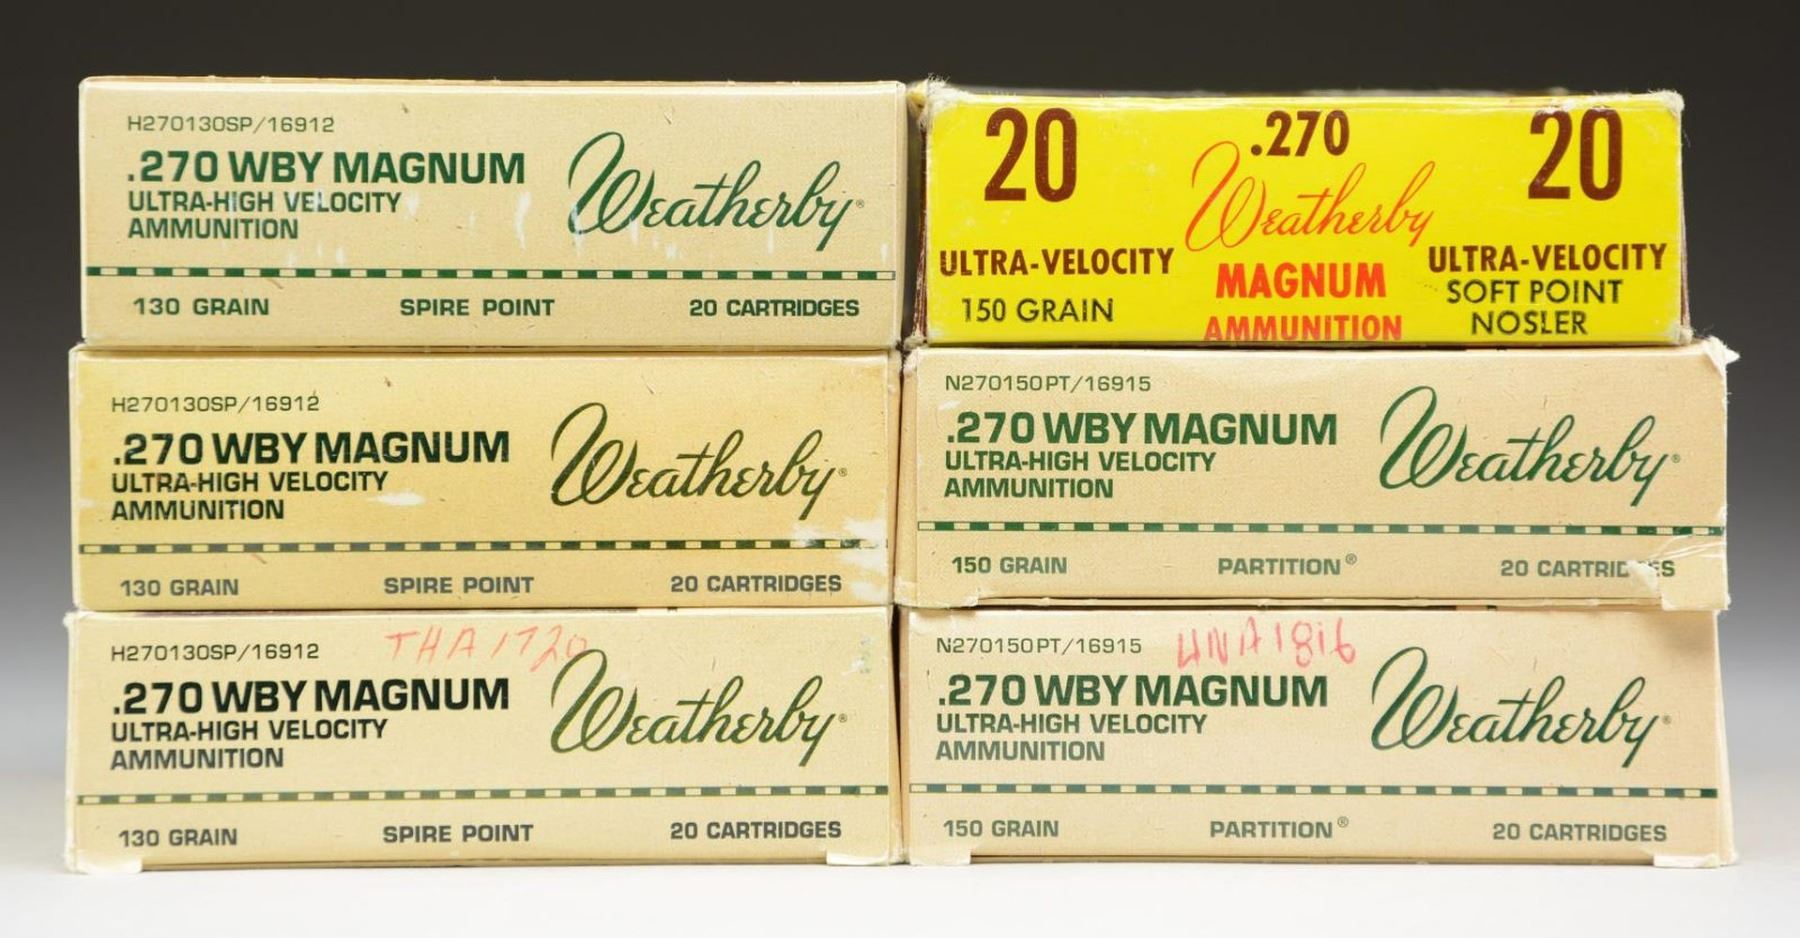 H270130SP/16912
.270 WBY MAGNUM
ULTRA-HIGH VELOCITY
AMMUNITION
Weatherby®
130 GRAIN SPIRE POINT 20 CARTRIDGES
20 .270 20
Weatherby
ULTRA-VELOCITY MAGNUM ULTRA-VELOCITY
150 GRAIN AMMUNITION SOFT POINT
NOSLER
H270130SP/16912
.270 WBY MAGNUM
ULTRA-HIGH VELOCITY
AMMUNITION
Weatherby®
130 GRAIN SPIRE POINT 20 CARTRIDGES
N270150PT/16915
.270 WBY MAGNUM
ULTRA-HIGH VELOCITY
AMMUNITION
Weatherby®
150 GRAIN PARTITION® 20 CARTRIDGES
H270130SP/16912 THA1720
.270 WBY MAGNUM
ULTRA-HIGH VELOCITY
AMMUNITION
Weatherby®
130 GRAIN SPIRE POINT 20 CARTRIDGES
N270150PT/16915
.270 WBY MAGNUM
ULTRA-HIGH VELOCITY
AMMUNITION
Weatherby®
150 GRAIN PARTITION® 20 CARTRIDGES